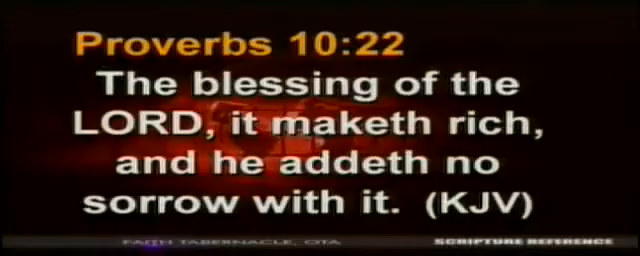 Proverbs 10:22
The blessing of the
LORD, it maketh rich,
and he addeth no
sorrow with it. (KJV)
FAITH TABERNACLE, OTA
SCRIPTURE REFERENCE